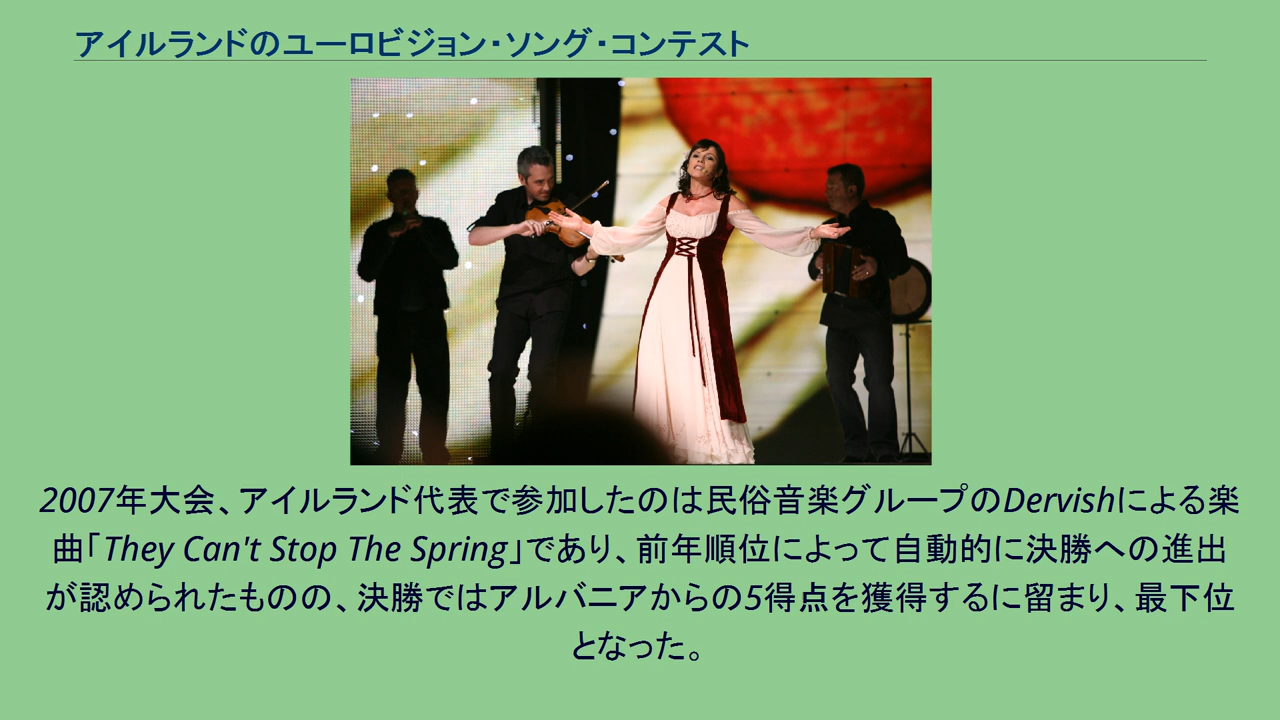 アイルランドのユーロビジョン・ソング・コンテスト
2007年大会、アイルランド代表で参加したのは民俗音楽グループのDervishによる楽
曲「They Can't Stop The Spring」であり、前年順位によって自動的に決勝への進出
が認められたものの、決勝ではアルバニアからの5得点を獲得するに留まり、最下位
となった。